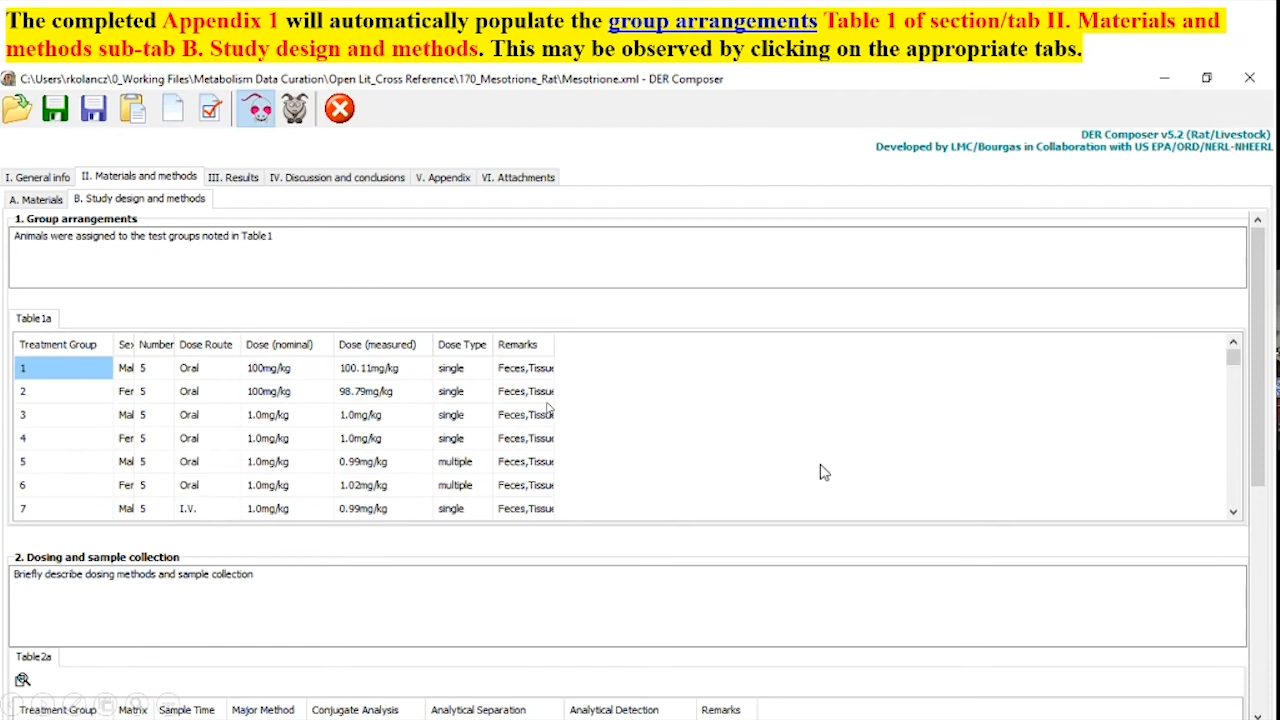 The completed Appendix 1 will automatically populate the group arrangements Table 1 of section/tab II. Materials and
methods sub-tab B. Study design and methods. This may be observed by clicking on the appropriate tabs.
C:\Users\rkolancz\0_Working Files\Metabolism Data Curation\Open Lit_Cross Reference\170_Mesotrione_Rat\Mesotrione.xml - DER Composer
DER Composer v5.2 (Rat/Livestock)
Developed by LMC/Bourgas in Collaboration with US EPA/ORD/NERL-NHEERL
I. General info II. Materials and methods III. Results IV. Discussion and conclusions V. Appendix VI. Attachments
A. Materials B. Study design and methods
1. Group arrangements
Animals were assigned to the test groups noted in Table1
Table1a
Treatment Group Sex Number Dose Route Dose (nominal) Dose (measured) Dose Type Remarks
1 Mal 5 Oral 100mg/kg 100.11mg/kg single Feces,Tissue
2 Fer 5 Oral 100mg/kg 98.79mg/kg single Feces,Tissue
3 Mal 5 Oral 1.0mg/kg 1.0mg/kg single Feces,Tissue
4 Fer 5 Oral 1.0mg/kg 1.0mg/kg single Feces,Tissue
5 Mal 5 Oral 1.0mg/kg 0.99mg/kg multiple Feces,Tissue
6 Fer 5 Oral 1.0mg/kg 1.02mg/kg multiple Feces,Tissue
7 Mal 5 I.V. 1.0mg/kg 0.99mg/kg single Feces,Tissue
2. Dosing and sample collection
Briefly describe dosing methods and sample collection
Table2a
Treatment Group Matrix Sample Time Major Method Conjugate Analysis Analytical Separation Analytical Detection Remarks